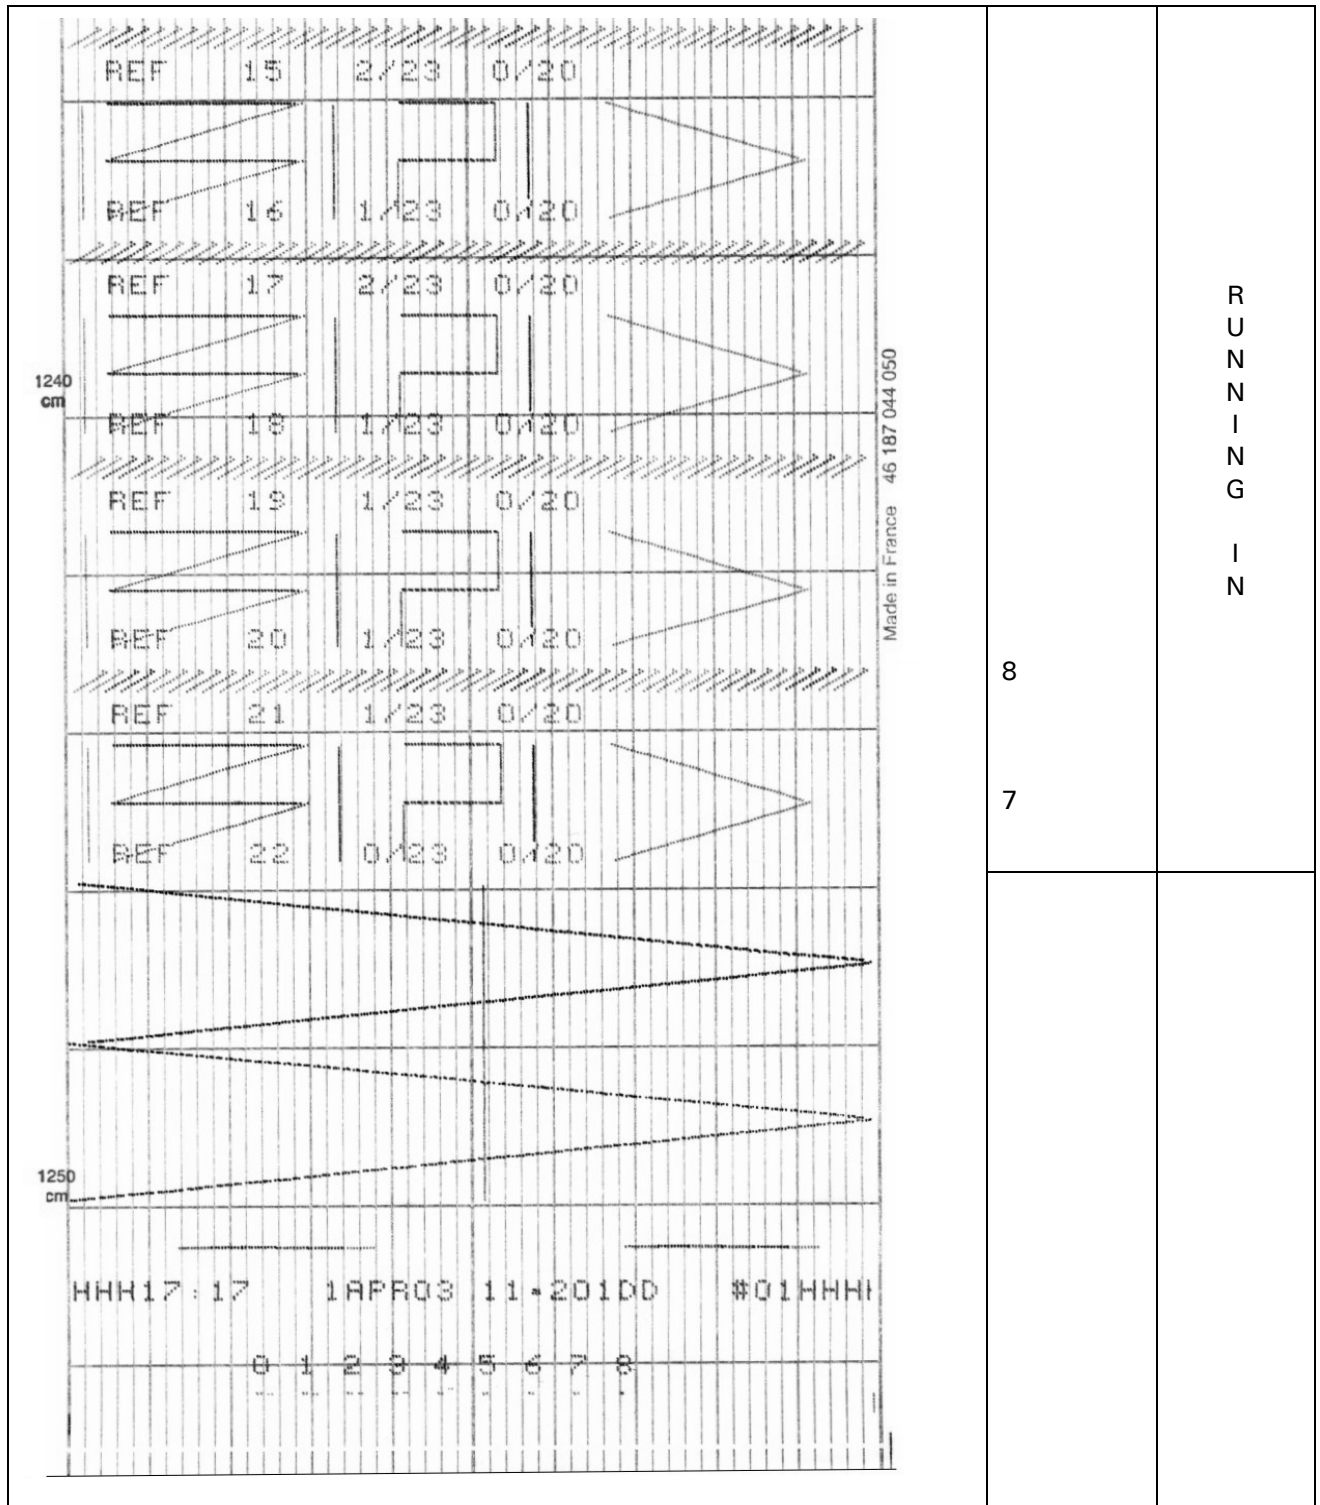 REF 15 2/23 0/20
REF 16 1/23 0/20
REF 17 2/23 0/20
1240
cm
REF 18 1/23 0/20
REF 19 1/23 0/20
REF 20 1/23 0/20
REF 21 1/23 0/20
REF 22 0/23 0/20
1250
cm
HHH17:17 1APR03 11*201DD #01HHHH
0 1 2 3 4 5 6 7 8
Made in France 46 187 044 050
8
7
R
U
N
N
I
N
G
I
N